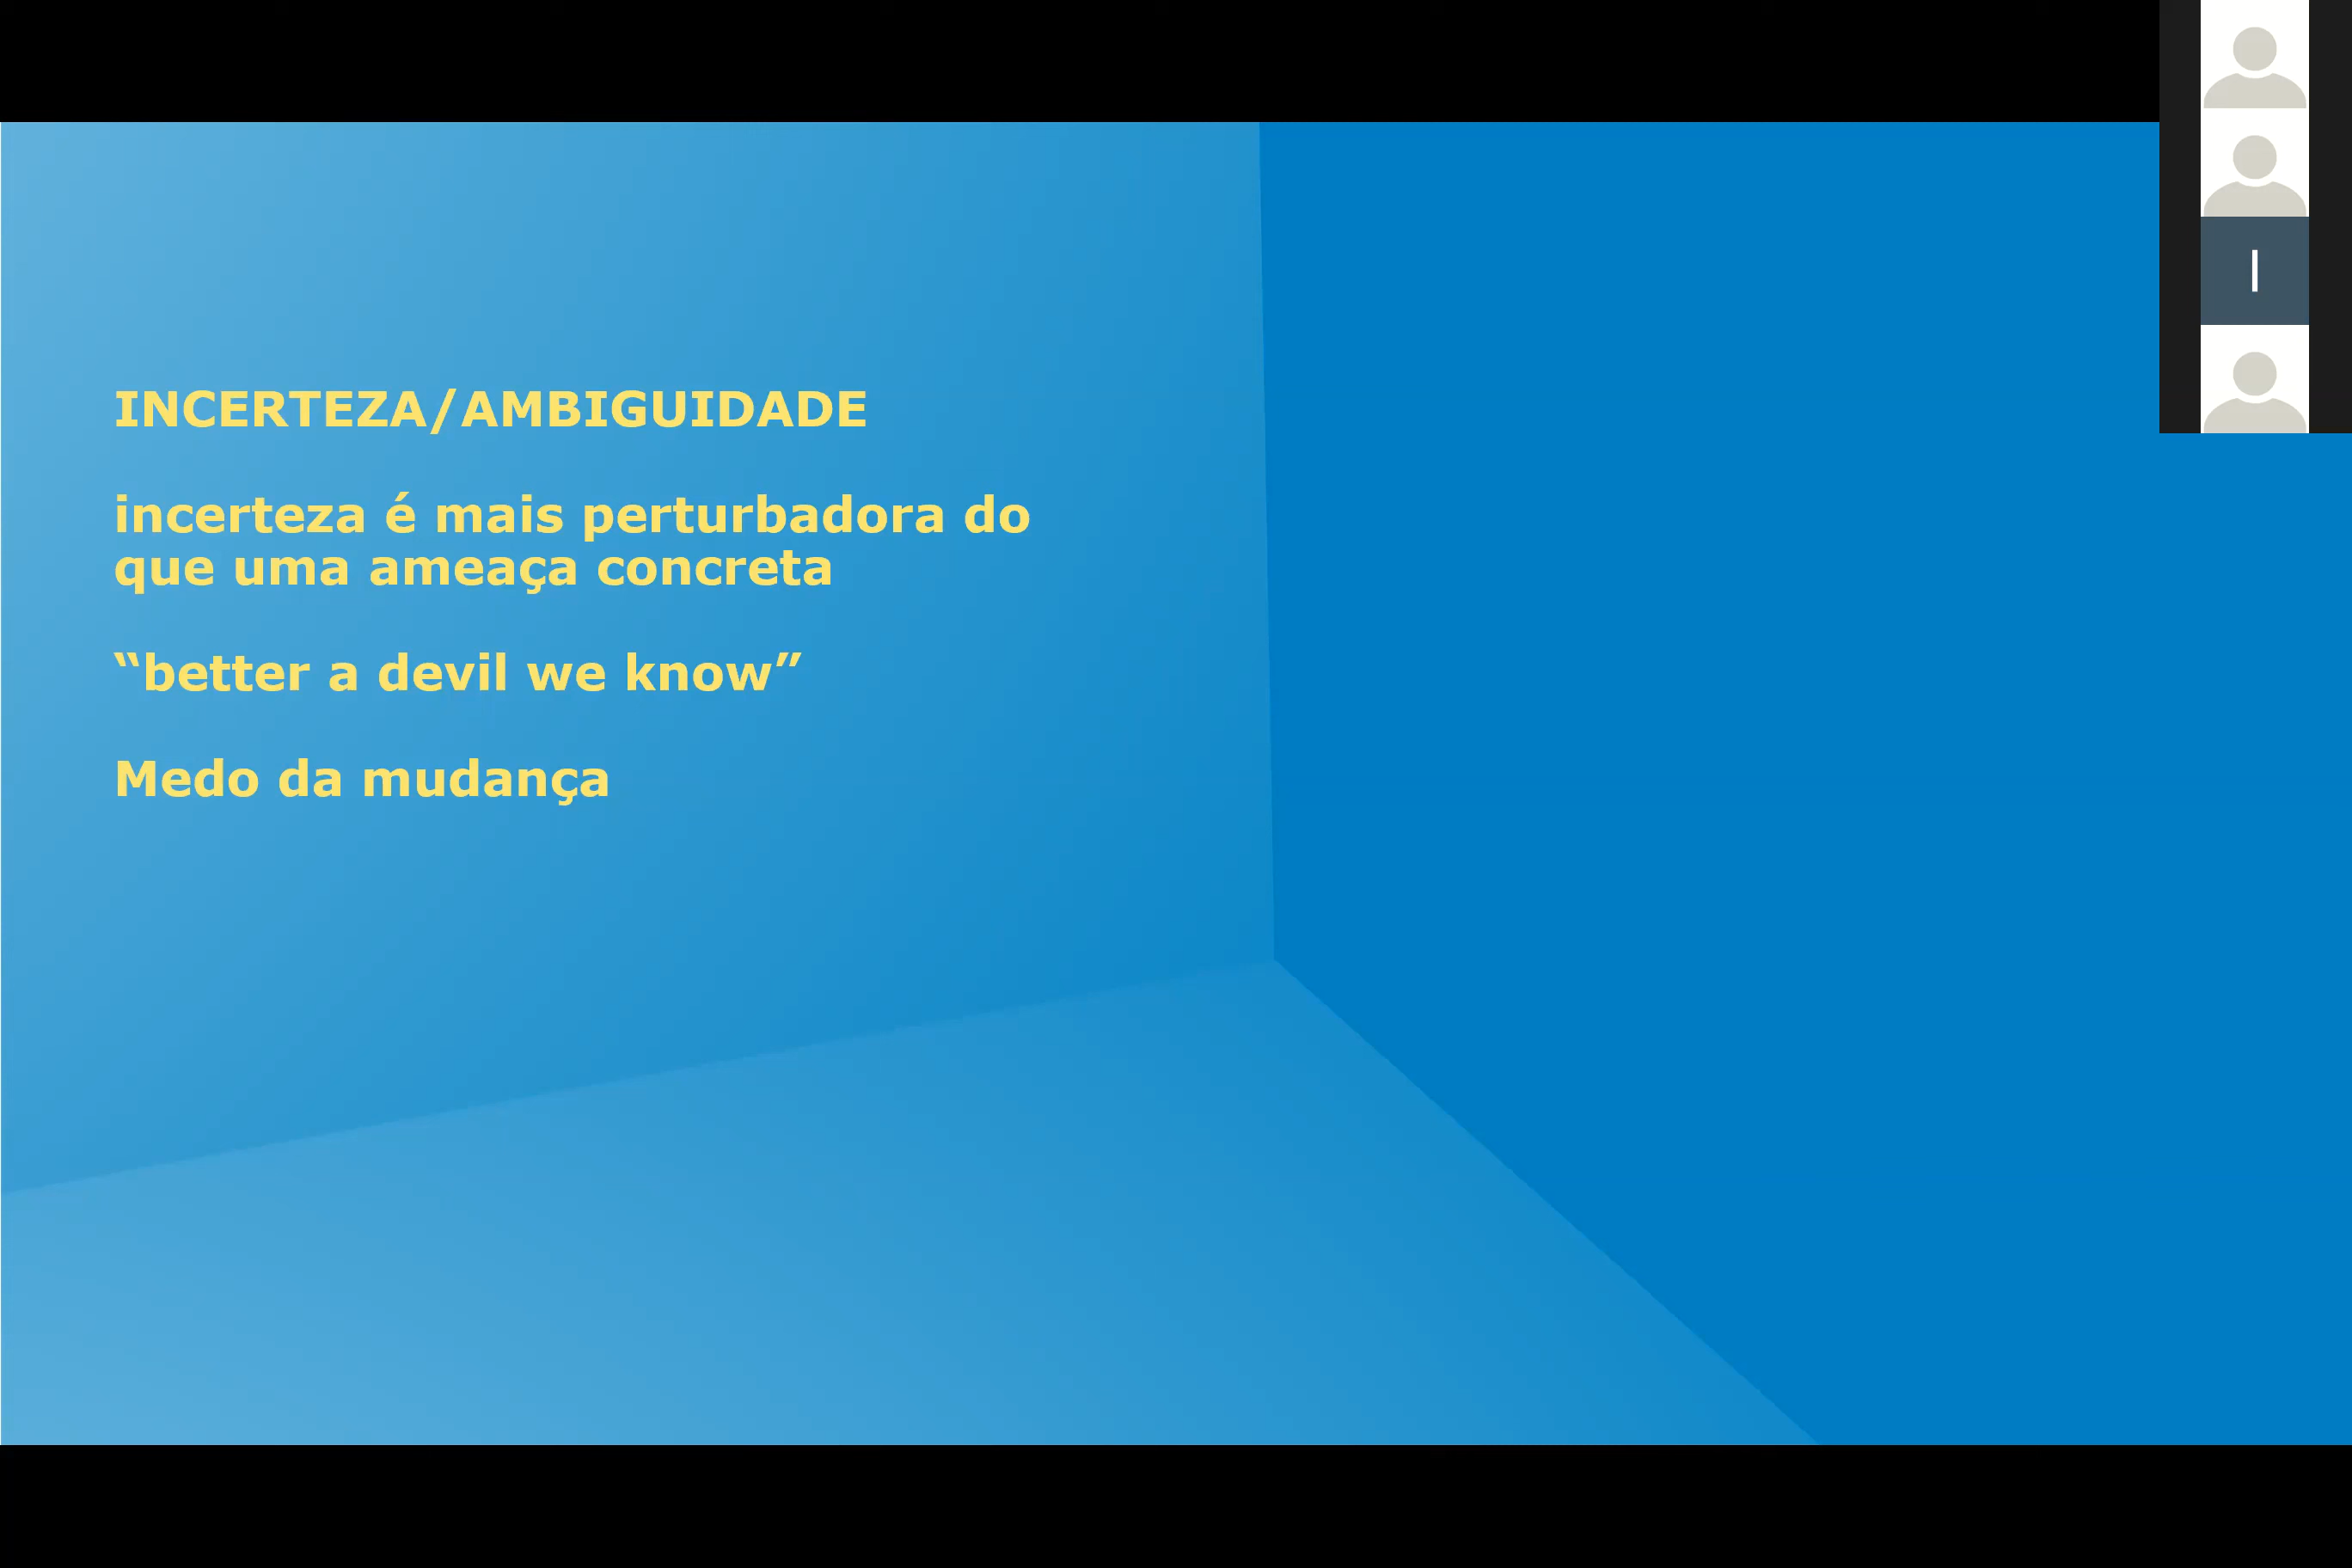 INCERTEZA/AMBIGUIDADE
incerteza é mais perturbadora do
que uma ameaça concreta
“better a devil we know”
Medo da mudança
I